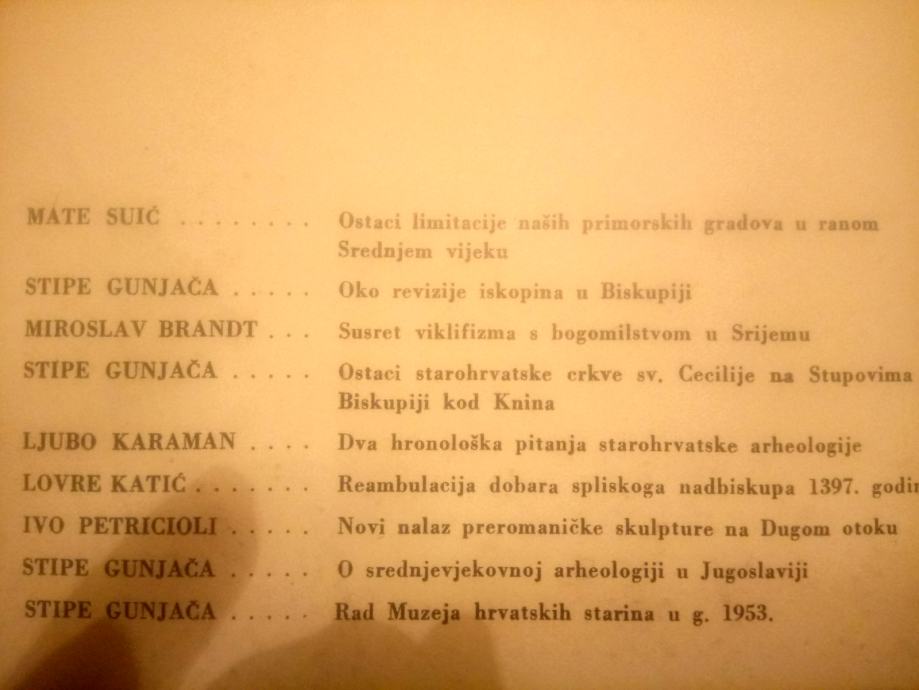 MATE SUIĆ ........ Ostaci limitacije naših primorskih gradova u ranom
Srednjem vijeku
STIPE GUNJAČA ..... Oko revizije iskopina u Biskupiji
MIROSLAV BRANDT ... Susret viklifizma s bogomilstvom u Srijemu
STIPE GUNJAČA ..... Ostaci starohrvatske crkve sv. Cecilije na Stupovima
Biskupiji kod Knina
LJUBO KARAMAN .... Dva hronološka pitanja starohrvatske arheologije
LOVRE KATIĆ ....... Reambulacija dobara spliskoga nadbiskupa 1397.
IVO PETRICIOLI ..... Novi nalaz preromaničke skulpture na Dugom otoku
STIPE GUNJAČA ..... O srednjevjekovnoj arheologiji u Jugoslaviji
STIPE GUNJAČA ..... Rad Muzeja hrvatskih starina u g. 1953.